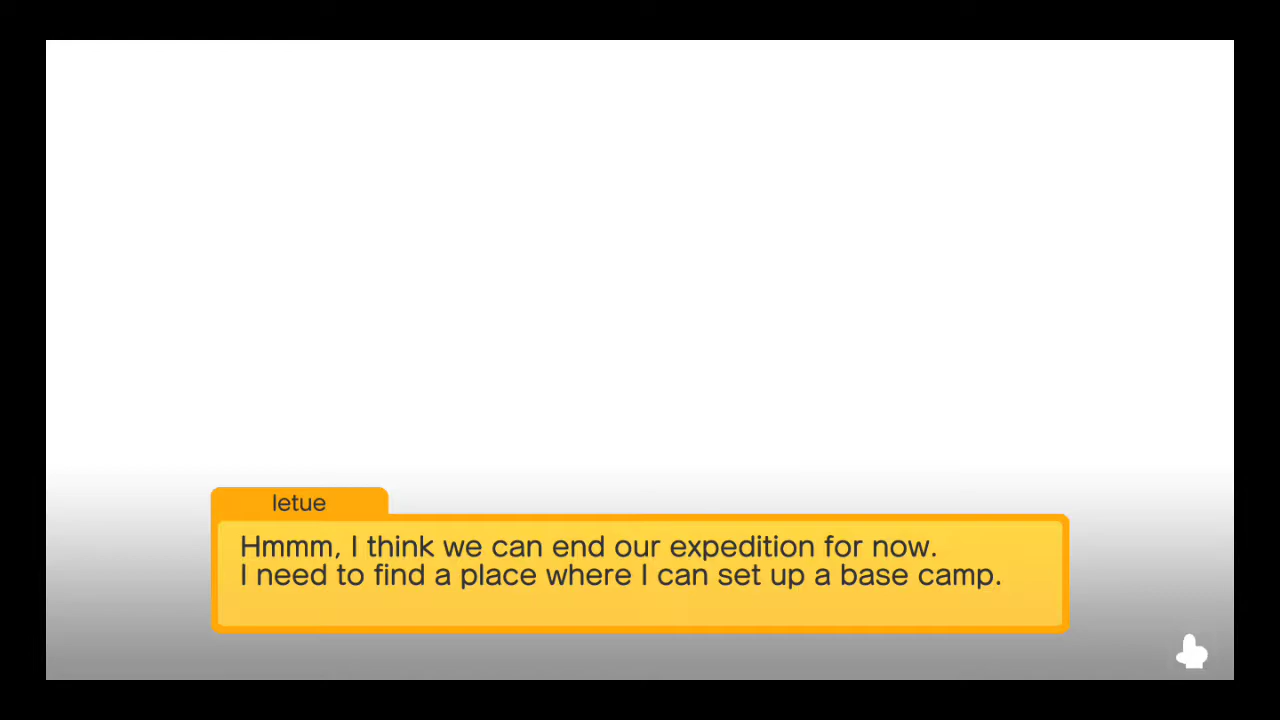 letue
Hmmm, I think we can end our expedition for now.
I need to find a place where I can set up a base camp.